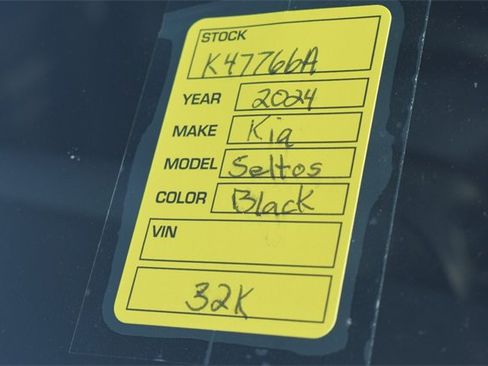 STOCK
K47766A
YEAR 2024
MAKE Kia
MODEL Seltos
COLOR Black
VIN
32K